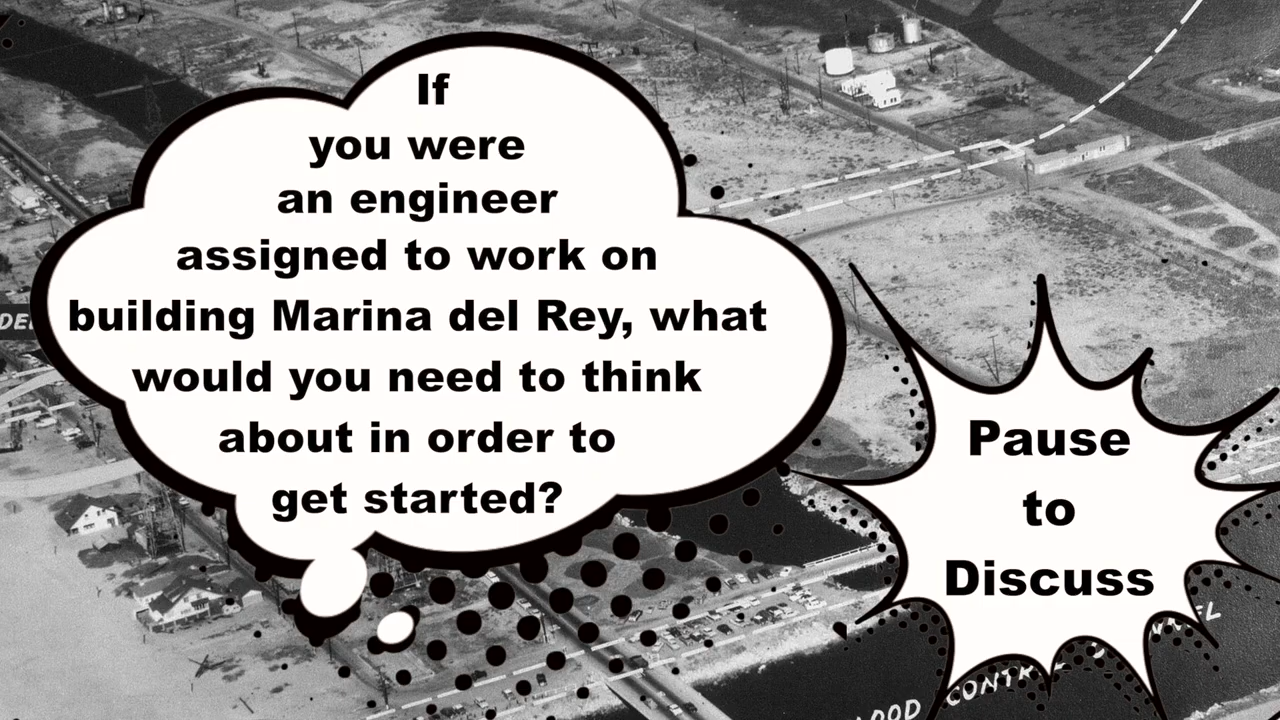 If
you were
an engineer
assigned to work on
building Marina del Rey, what
would you need to think
about in order to
get started?
Pause
to
Discuss